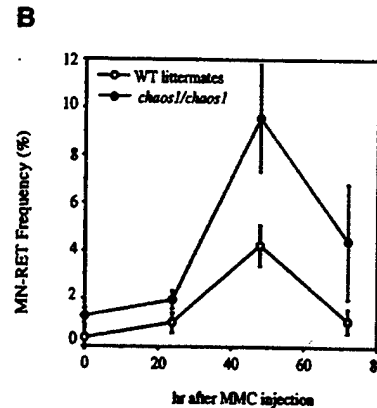 B
12
10
8
6
4
2
0
WT littermates
chaos1/chaos1
MN-RET Frequency (%)
0 20 40 60 8
hr after MMC injection